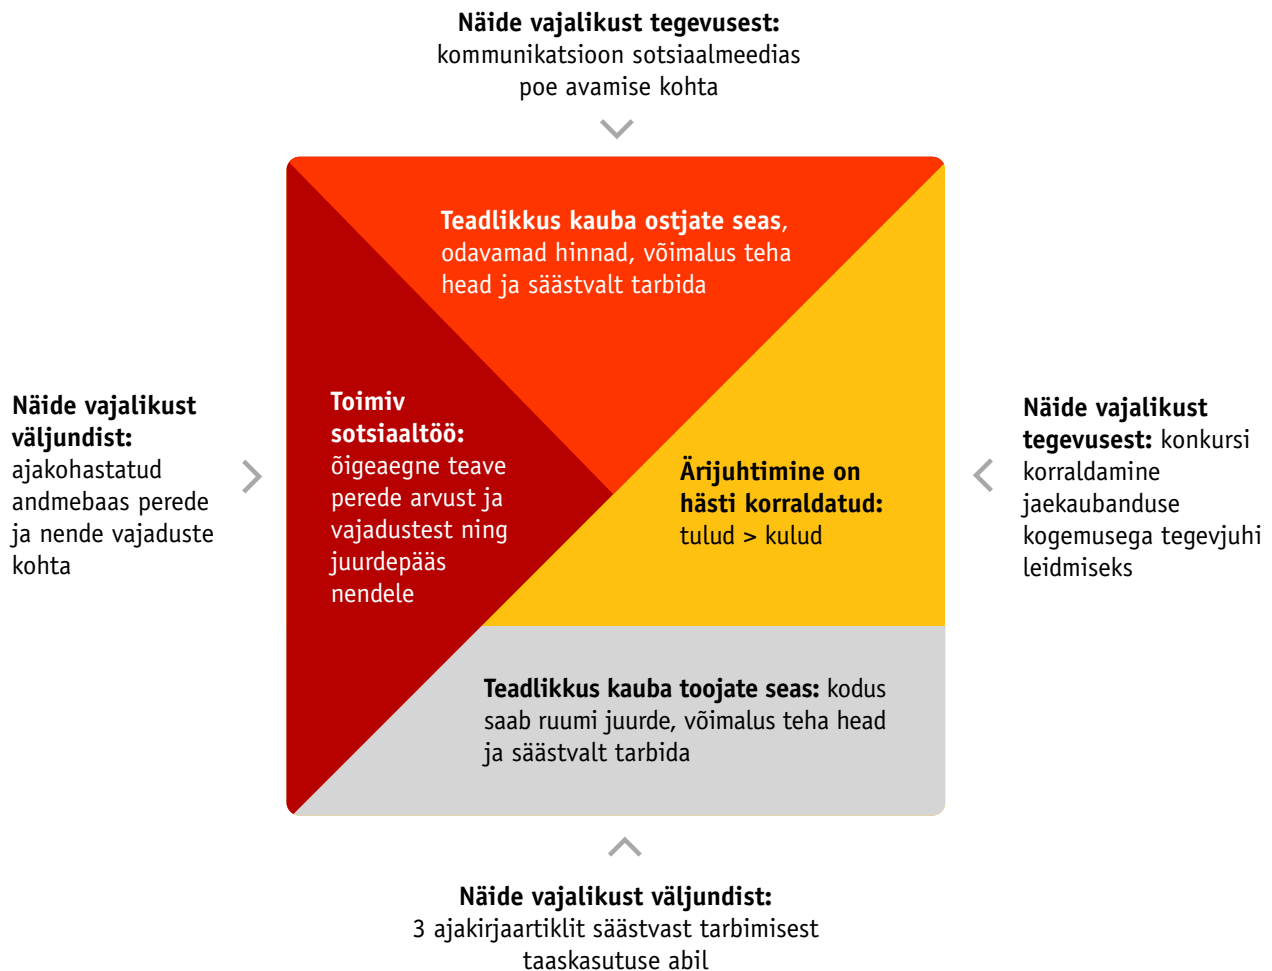 Näide vajalikust tegevusest:
kommunikatsioon sotsiaalmeedias
poe avamise kohta
Teadlikkus kauba ostjate seas,
odavamad hinnad, võimalus teha
head ja säästvalt tarbida
Näide vajalikust
väljundist:
ajakohastatud
andmebaas perede
ja nende vajaduste
kohta
Toimiv
sotsiaaltöö:
õigeaegne teave
perede arvust ja
vajadustest ning
juurdepääs
nendele
Ärijuhtimine on
hästi korraldatud:
tulud > kulud
Näide vajalikust
tegevusest: konkursi
korraldamine
jaekaubanduse
kogemusega tegevjuhi
leidmiseks
Teadlikkus kauba toojate seas: kodus
saab ruumi juurde, võimalus teha head
ja säästvalt tarbida
Näide vajalikust väljundist:
3 ajakirjaartiklit säästvast tarbimisest
taaskasutuse abil